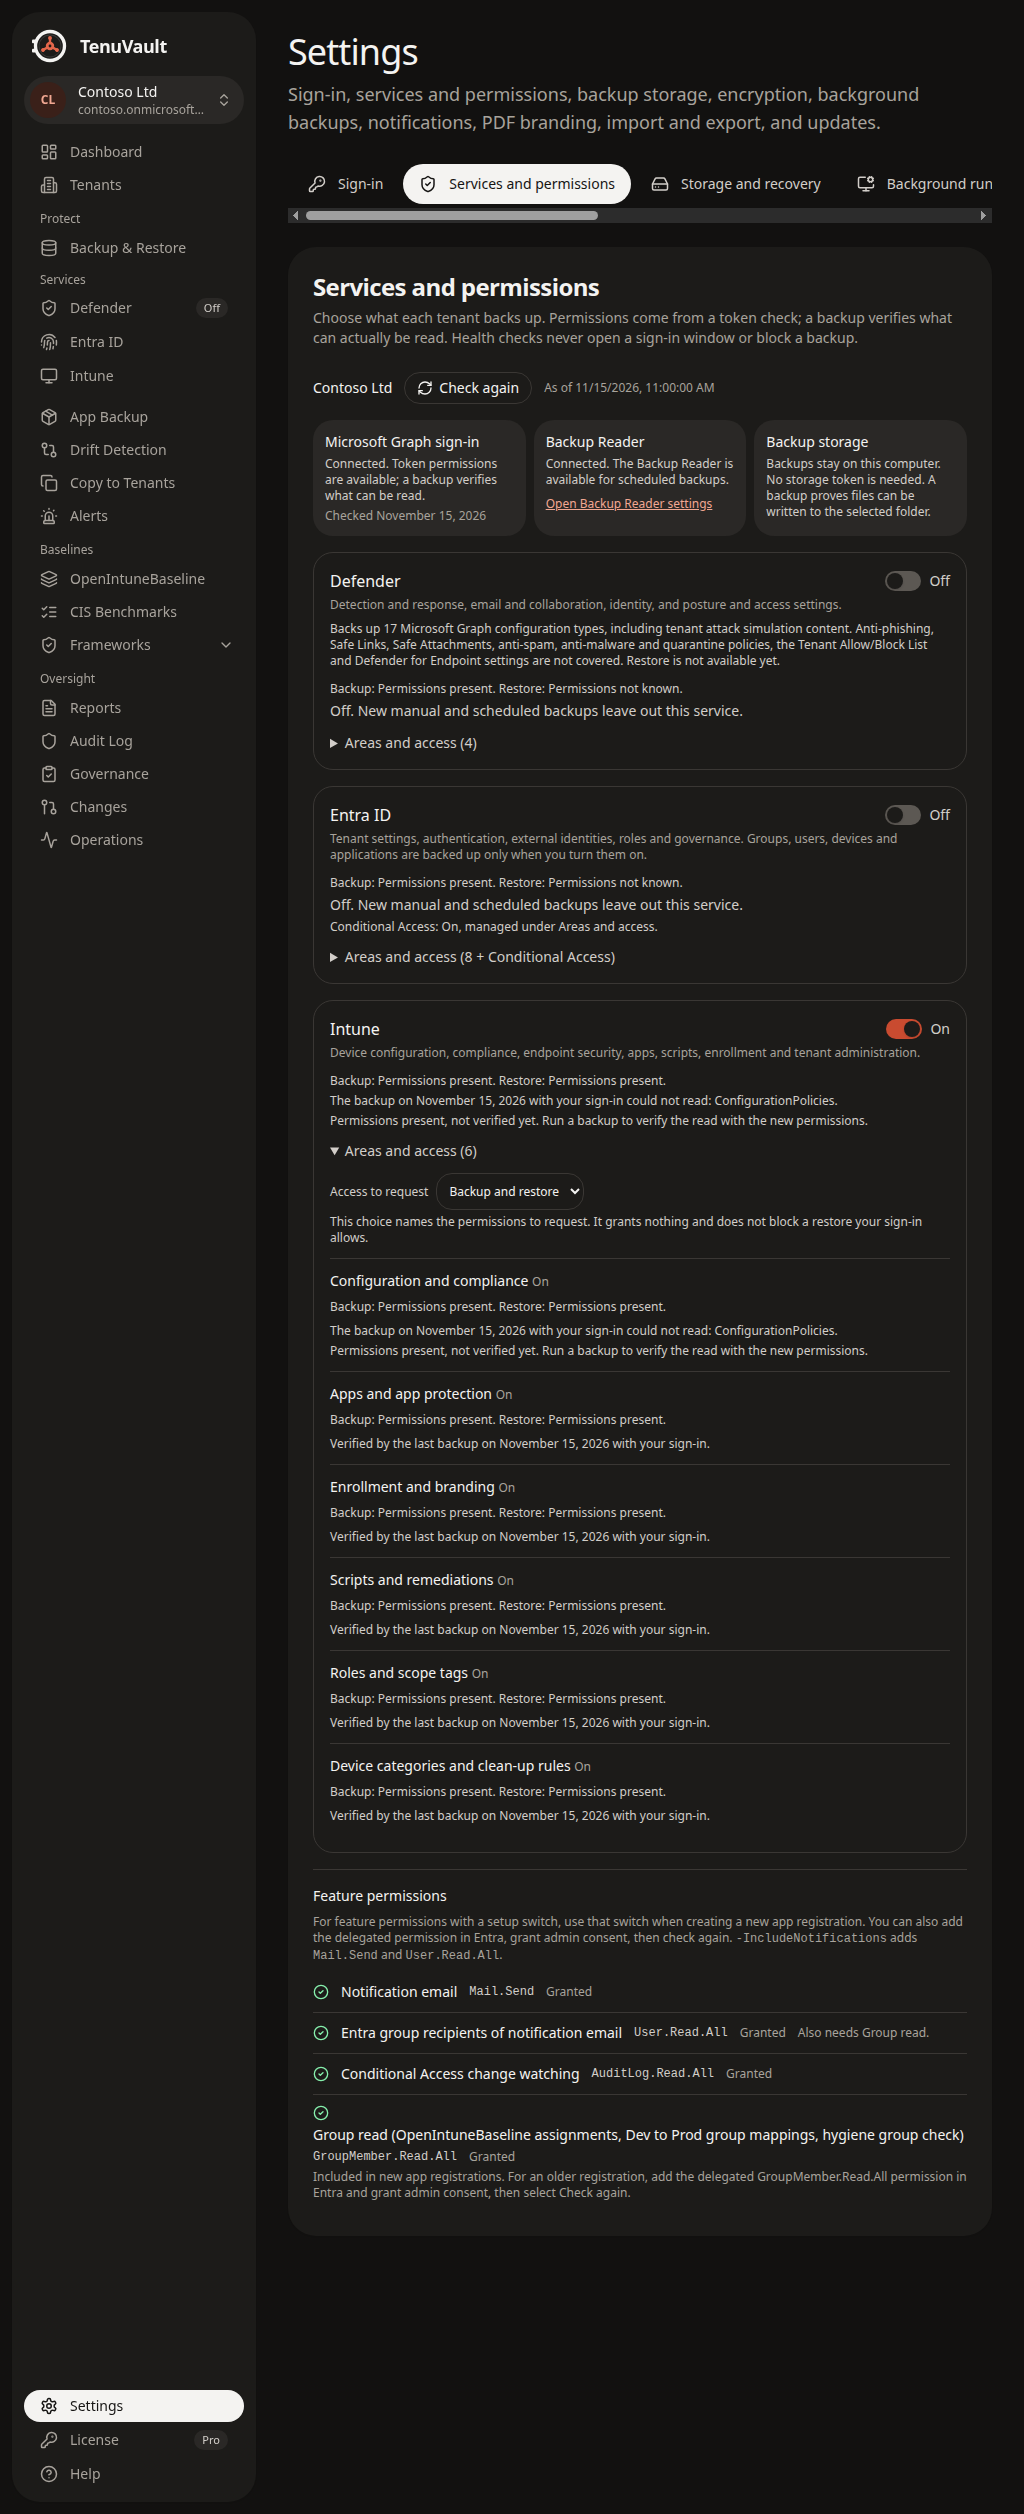 TenuVault
CL
Contoso Ltd
contoso.onmicrosoft...
Dashboard
Tenants
Protect
Backup & Restore
Services
Defender Off
Entra ID
Intune
App Backup
Drift Detection
Copy to Tenants
Alerts
Baselines
OpenIntuneBaseline
CIS Benchmarks
Frameworks
Oversight
Reports
Audit Log
Governance
Changes
Operations
Settings
License Pro
Help
Settings
Sign-in, services and permissions, backup storage, encryption, background
backups, notifications, PDF branding, import and export, and updates.
Sign-in Services and permissions Storage and recovery Background run
Services and permissions
Choose what each tenant backs up. Permissions come from a token check; a backup verifies what
can actually be read. Health checks never open a sign-in window or block a backup.
Contoso Ltd Check again As of 11/15/2026, 11:00:00 AM
Microsoft Graph sign-in
Connected. Token permissions
are available; a backup verifies
what can be read.
Checked November 15, 2026
Backup Reader
Connected. The Backup Reader is
available for scheduled backups.
Open Backup Reader settings
Backup storage
Backups stay on this computer.
No storage token is needed. A
backup proves files can be
written to the selected folder.
Defender Off
Detection and response, email and collaboration, identity, and posture and access settings.
Backs up 17 Microsoft Graph configuration types, including tenant attack simulation content. Anti-phishing,
Safe Links, Safe Attachments, anti-spam, anti-malware and quarantine policies, the Tenant Allow/Block List
and Defender for Endpoint settings are not covered. Restore is not available yet.
Backup: Permissions present. Restore: Permissions not known.
Off. New manual and scheduled backups leave out this service.
Areas and access (4)
Entra ID Off
Tenant settings, authentication, external identities, roles and governance. Groups, users, devices and
applications are backed up only when you turn them on.
Backup: Permissions present. Restore: Permissions not known.
Off. New manual and scheduled backups leave out this service.
Conditional Access: On, managed under Areas and access.
Areas and access (8 + Conditional Access)
Intune On
Device configuration, compliance, endpoint security, apps, scripts, enrollment and tenant administration.
Backup: Permissions present. Restore: Permissions present.
The backup on November 15, 2026 with your sign-in could not read: ConfigurationPolicies.
Permissions present, not verified yet. Run a backup to verify the read with the new permissions.
Areas and access (6)
Access to request Backup and restore
This choice names the permissions to request. It grants nothing and does not block a restore your sign-in
allows.
Configuration and compliance On
Backup: Permissions present. Restore: Permissions present.
The backup on November 15, 2026 with your sign-in could not read: ConfigurationPolicies.
Permissions present, not verified yet. Run a backup to verify the read with the new permissions.
Apps and app protection On
Backup: Permissions present. Restore: Permissions present.
Verified by the last backup on November 15, 2026 with your sign-in.
Enrollment and branding On
Backup: Permissions present. Restore: Permissions present.
Verified by the last backup on November 15, 2026 with your sign-in.
Scripts and remediations On
Backup: Permissions present. Restore: Permissions present.
Verified by the last backup on November 15, 2026 with your sign-in.
Roles and scope tags On
Backup: Permissions present. Restore: Permissions present.
Verified by the last backup on November 15, 2026 with your sign-in.
Device categories and clean-up rules On
Backup: Permissions present. Restore: Permissions present.
Verified by the last backup on November 15, 2026 with your sign-in.
Feature permissions
For feature permissions with a setup switch, use that switch when creating a new app registration. You can also add
the delegated permission in Entra, grant admin consent, then check again. -IncludeNotifications adds
Mail.Send and User.Read.All.
Notification email Mail.Send Granted
Entra group recipients of notification email User.Read.All Granted Also needs Group read.
Conditional Access change watching AuditLog.Read.All Granted
Group read (OpenIntuneBaseline assignments, Dev to Prod group mappings, hygiene group check)
GroupMember.Read.All Granted
Included in new app registrations. For an older registration, add the delegated GroupMember.Read.All permission in
Entra and grant admin consent, then select Check again.